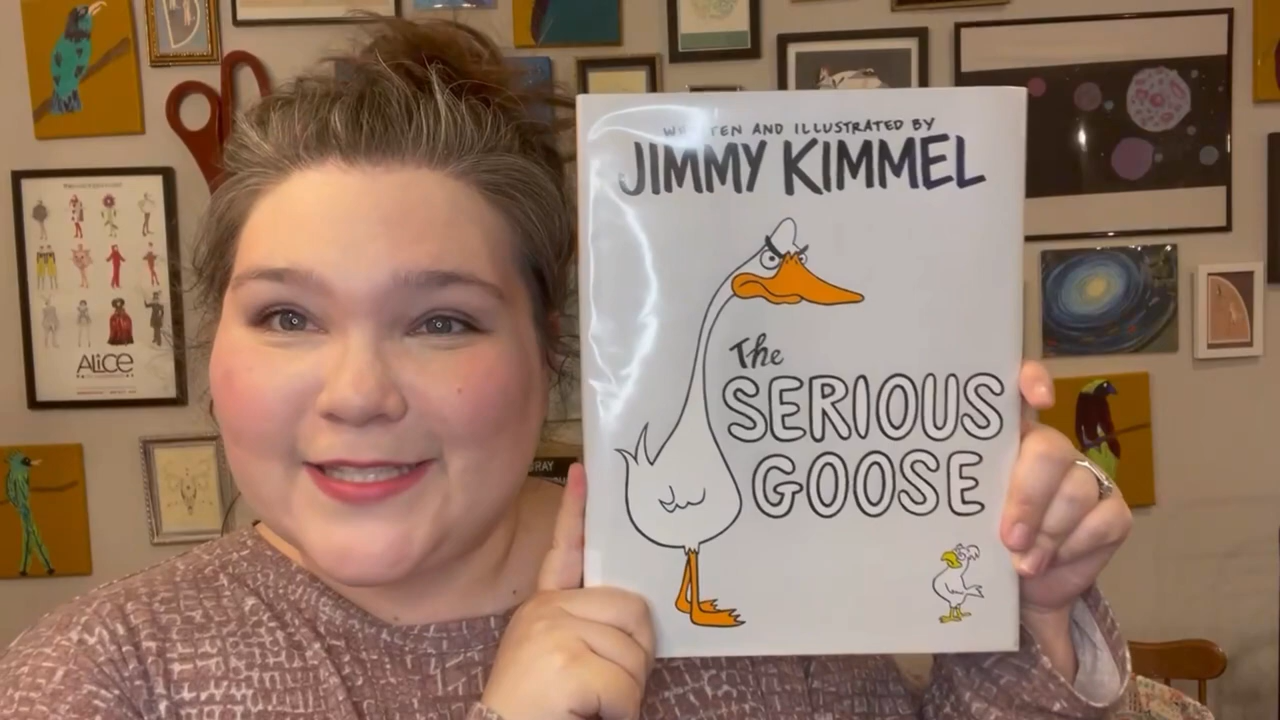 WRITTEN AND ILLUSTRATED BY
JIMMY KIMMEL
The
SERIOUS
GOOSE
ALICE